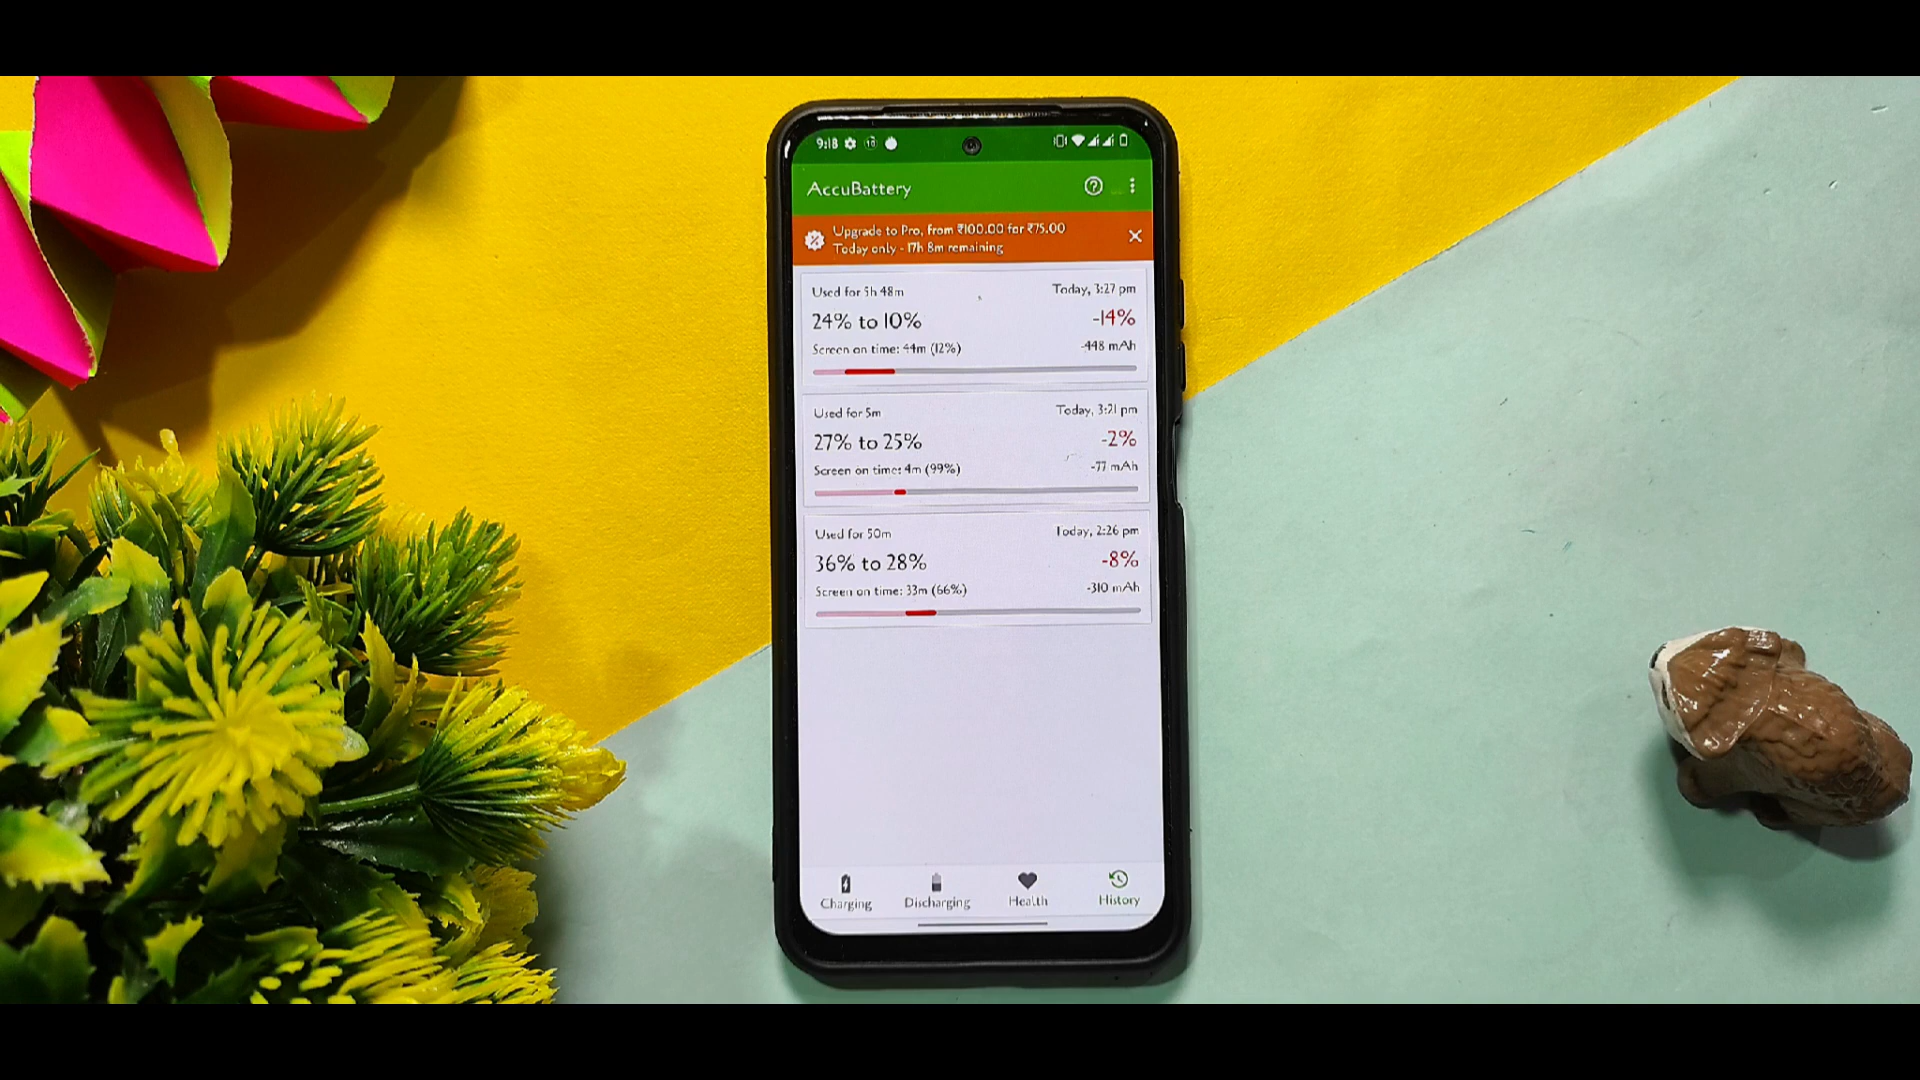 9:18
AccuBattery
Upgrade to Pro, from ₹100.00 for ₹75.00
Today only - 17h 8m remaining
Used for 5h 48m Today, 3:27 pm
24% to 10% -14%
Screen on time: 44m (12%) -448 mAh
Used for 5m Today, 3:21 pm
27% to 25% -2%
Screen on time: 4m (99%) -77 mAh
Used for 50m Today, 2:26 pm
36% to 28% -8%
Screen on time: 33m (66%) -310 mAh
Charging Discharging Health History